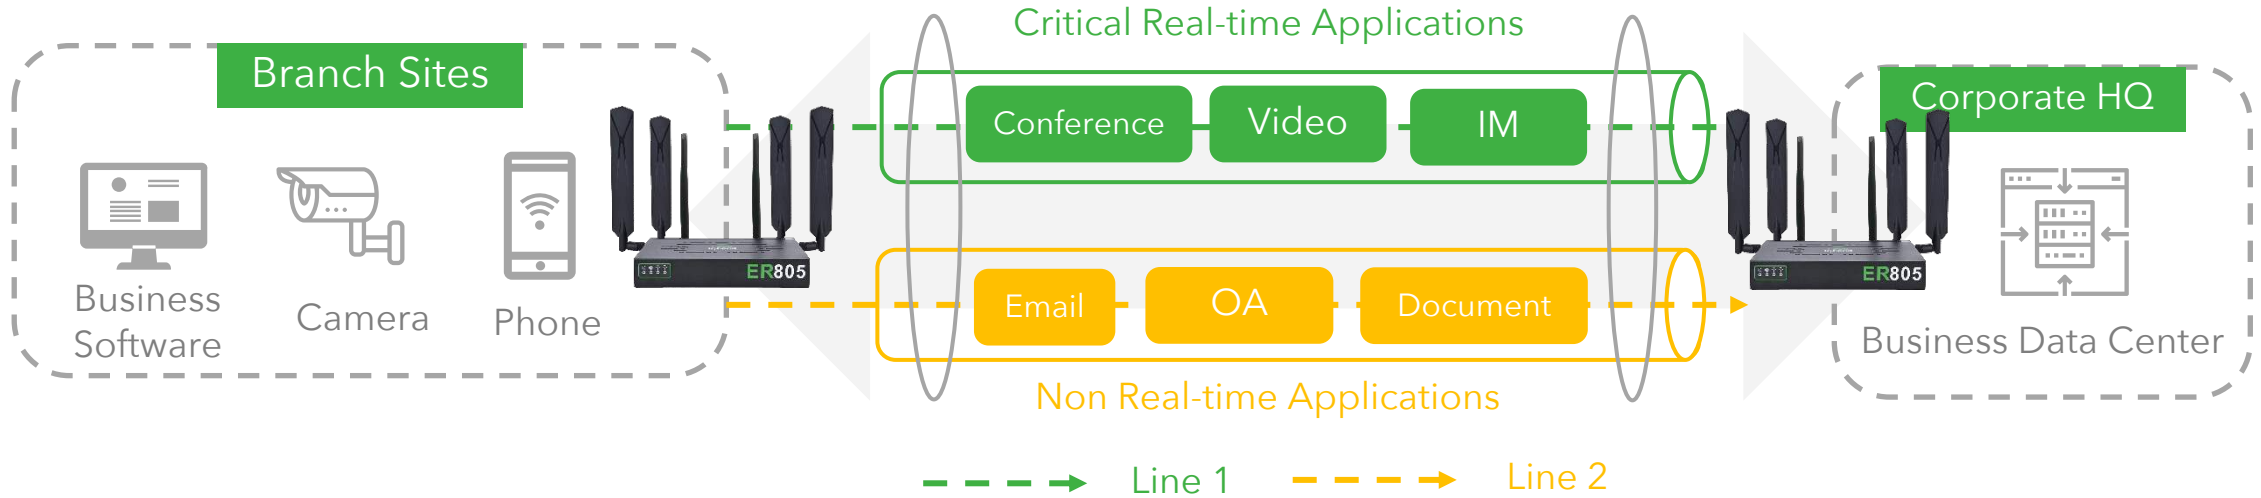 Critical Real-time Applications
Branch Sites
Corporate HQ
Conference
Video
IM
ER805
ER805
Business
Software
Camera
Phone
Email
OA
Document
Business Data Center
Non Real-time Applications
Line 1
Line 2